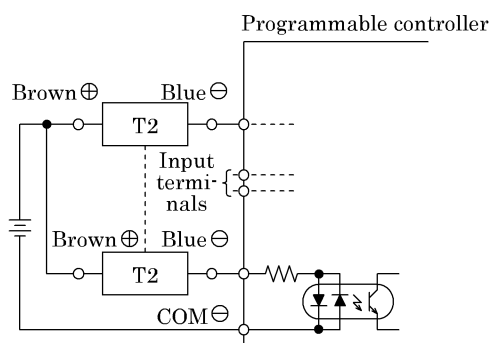 Programmable controller
Brown ⊕
Blue ⊖
T2
Input
termi-
nals
Brown ⊕
Blue ⊖
T2
COM ⊖